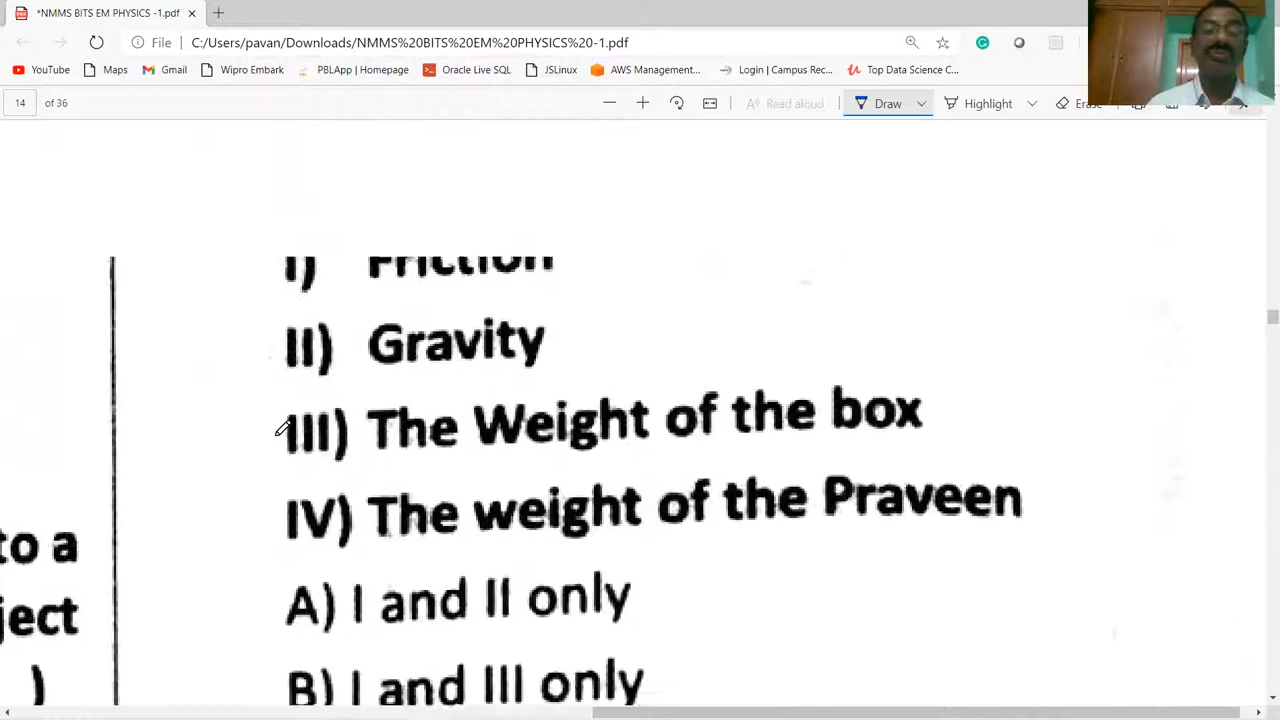 *NMMS BITS EM PHYSICS -1.pdf
File C:/Users/pavan/Downloads/NMMS%20BITS%20EM%20PHYSICS%20-1.pdf
YouTube Maps Gmail Wipro Embark PBLApp | Homepage Oracle Live SQL JSLinux AWS Management... Login | Campus Rec... Top Data Science C...
14 of 36 Read aloud Draw Highlight Erase
I) Friction
II) Gravity
III) The Weight of the box
IV) The weight of the Praveen
to a
A) I and II only
ject
B) I and III only
)